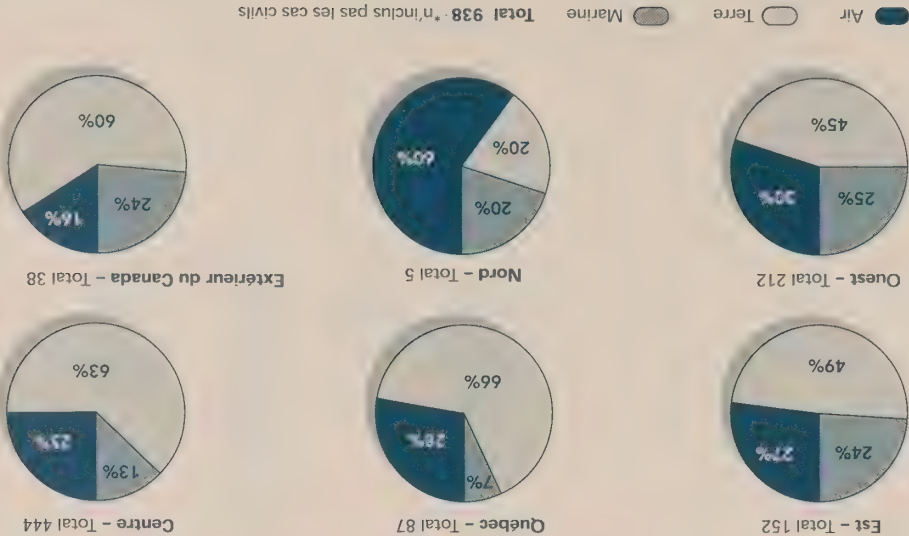 Est – Total 152
Québec – Total 87
Centre – Total 444
24%
27%
49%
7%
28%
66%
13%
25%
63%
Ouest – Total 212
Nord – Total 5
Extérieur du Canada – Total 38
25%
30%
45%
20%
60%
20%
24%
16%
60%
Air
Terre
Marine
Total 938 *n'inclus pas les cas civils